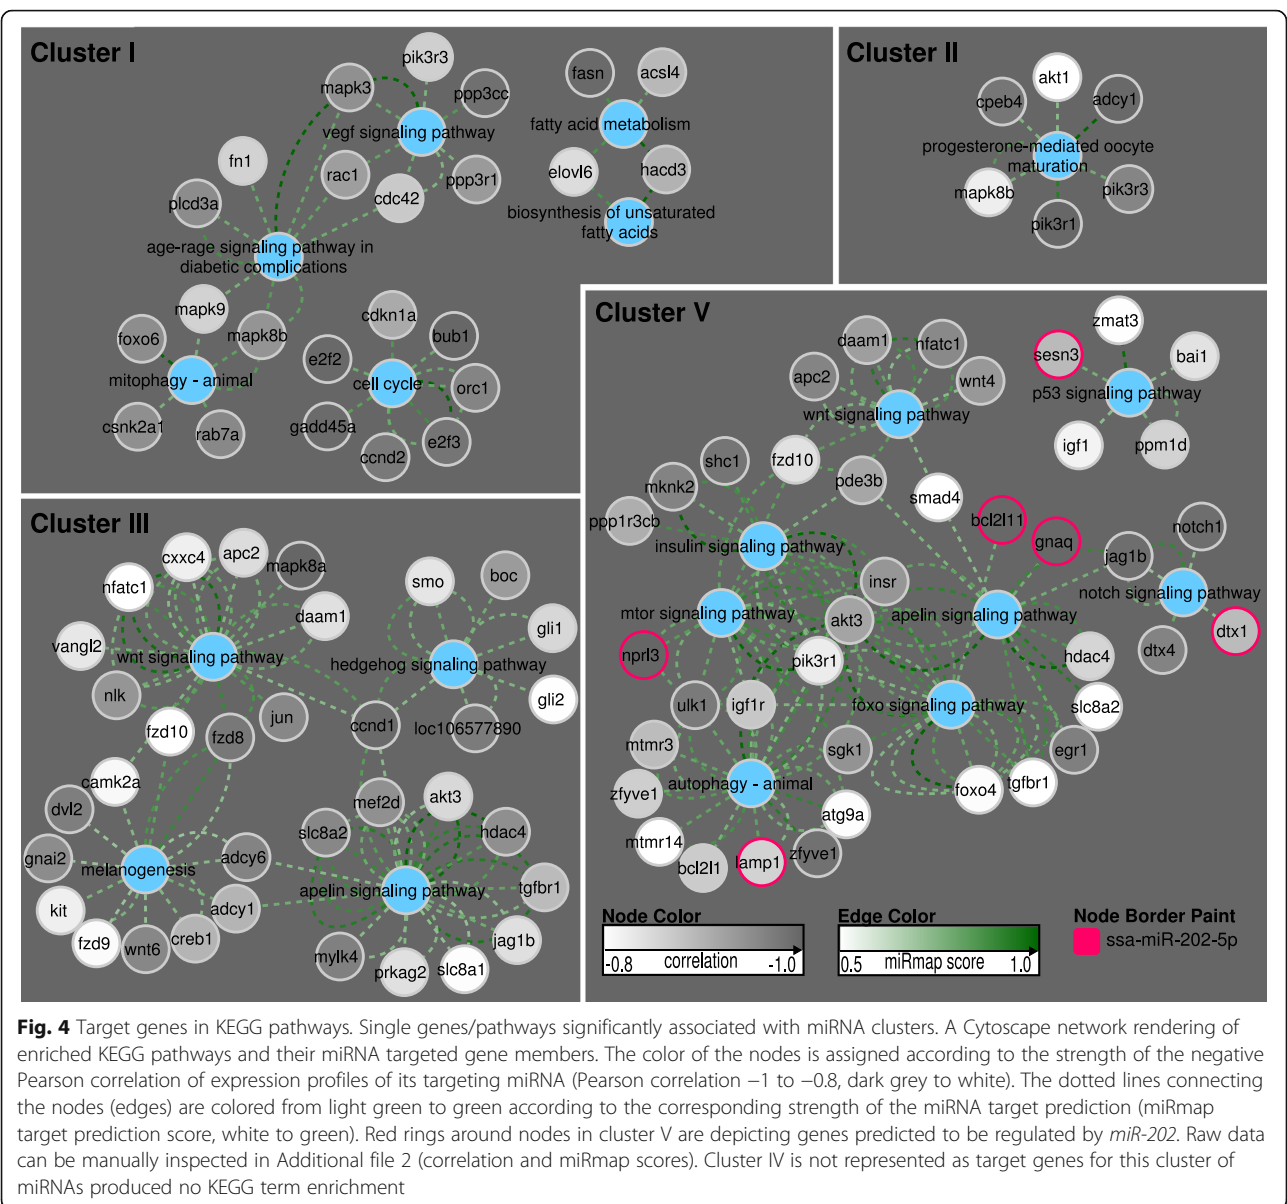 Cluster I
pik3r3
mapk3
ppp3cc
vegf signaling pathway
fn1
rac1
ppp3r1
cdc42
plcd3a
age-rage signaling pathway in
diabetic complications
mapk9
foxo6
mapk8b
mitophagy - animal
csnk2a1
rab7a
fasn
acsl4
fatty acid metabolism
elovl6
hacd3
biosynthesis of unsaturated
fatty acids
cdkn1a
bub1
e2f2
cell cycle
orc1
gadd45a
e2f3
ccnd2
Cluster II
akt1
cpeb4
adcy1
progesterone-mediated oocyte
maturation
mapk8b
pik3r3
pik3r1
Cluster III
cxxc4
apc2
mapk8a
nfatc1
daam1
vangl2
wnt signaling pathway
nlk
jun
fzd10
fzd8
camk2a
dvl2
gnai2
melanogenesis
adcy6
kit
adcy1
fzd9
wnt6
creb1
smo
boc
gli1
hedgehog signaling pathway
gli2
ccnd1
loc106577890
mef2d
akt3
slc8a2
hdac4
apelin signaling pathway
tgfbr1
jag1b
mylk4
prkag2
slc8a1
Cluster V
daam1
nfatc1
apc2
wnt4
wnt signaling pathway
zmat3
sesn3
bai1
p53 signaling pathway
igf1
ppm1d
shc1
fzd10
mknk2
pde3b
smad4
ppp1r3cb
bcl2l11
gnaq
notch1
insulin signaling pathway
jag1b
insr
notch signaling pathway
mtor signaling pathway
akt3
apelin signaling pathway
dtx1
nprl3
pik3r1
hdac4
dtx4
ulk1
igf1r
foxo signaling pathway
slc8a2
mtmr3
sgk1
egr1
autophagy - animal
tgfbr1
zfyve1
foxo4
atg9a
mtmr14
bcl2l1
lamp1
zfyve1
Node Color
-0.8 correlation -1.0
Edge Color
0.5 miRmap score 1.0
Node Border Paint
ssa-miR-202-5p
Fig. 4 Target genes in KEGG pathways. Single genes/pathways significantly associated with miRNA clusters. A Cytoscape network rendering of
enriched KEGG pathways and their miRNA targeted gene members. The color of the nodes is assigned according to the strength of the negative
Pearson correlation of expression profiles of its targeting miRNA (Pearson correlation −1 to −0.8, dark grey to white). The dotted lines connecting
the nodes (edges) are colored from light green to green according to the corresponding strength of the miRNA target prediction (miRmap
target prediction score, white to green). Red rings around nodes in cluster V are depicting genes predicted to be regulated by miR-202. Raw data
can be manually inspected in Additional file 2 (correlation and miRmap scores). Cluster IV is not represented as target genes for this cluster of
miRNAs produced no KEGG term enrichment